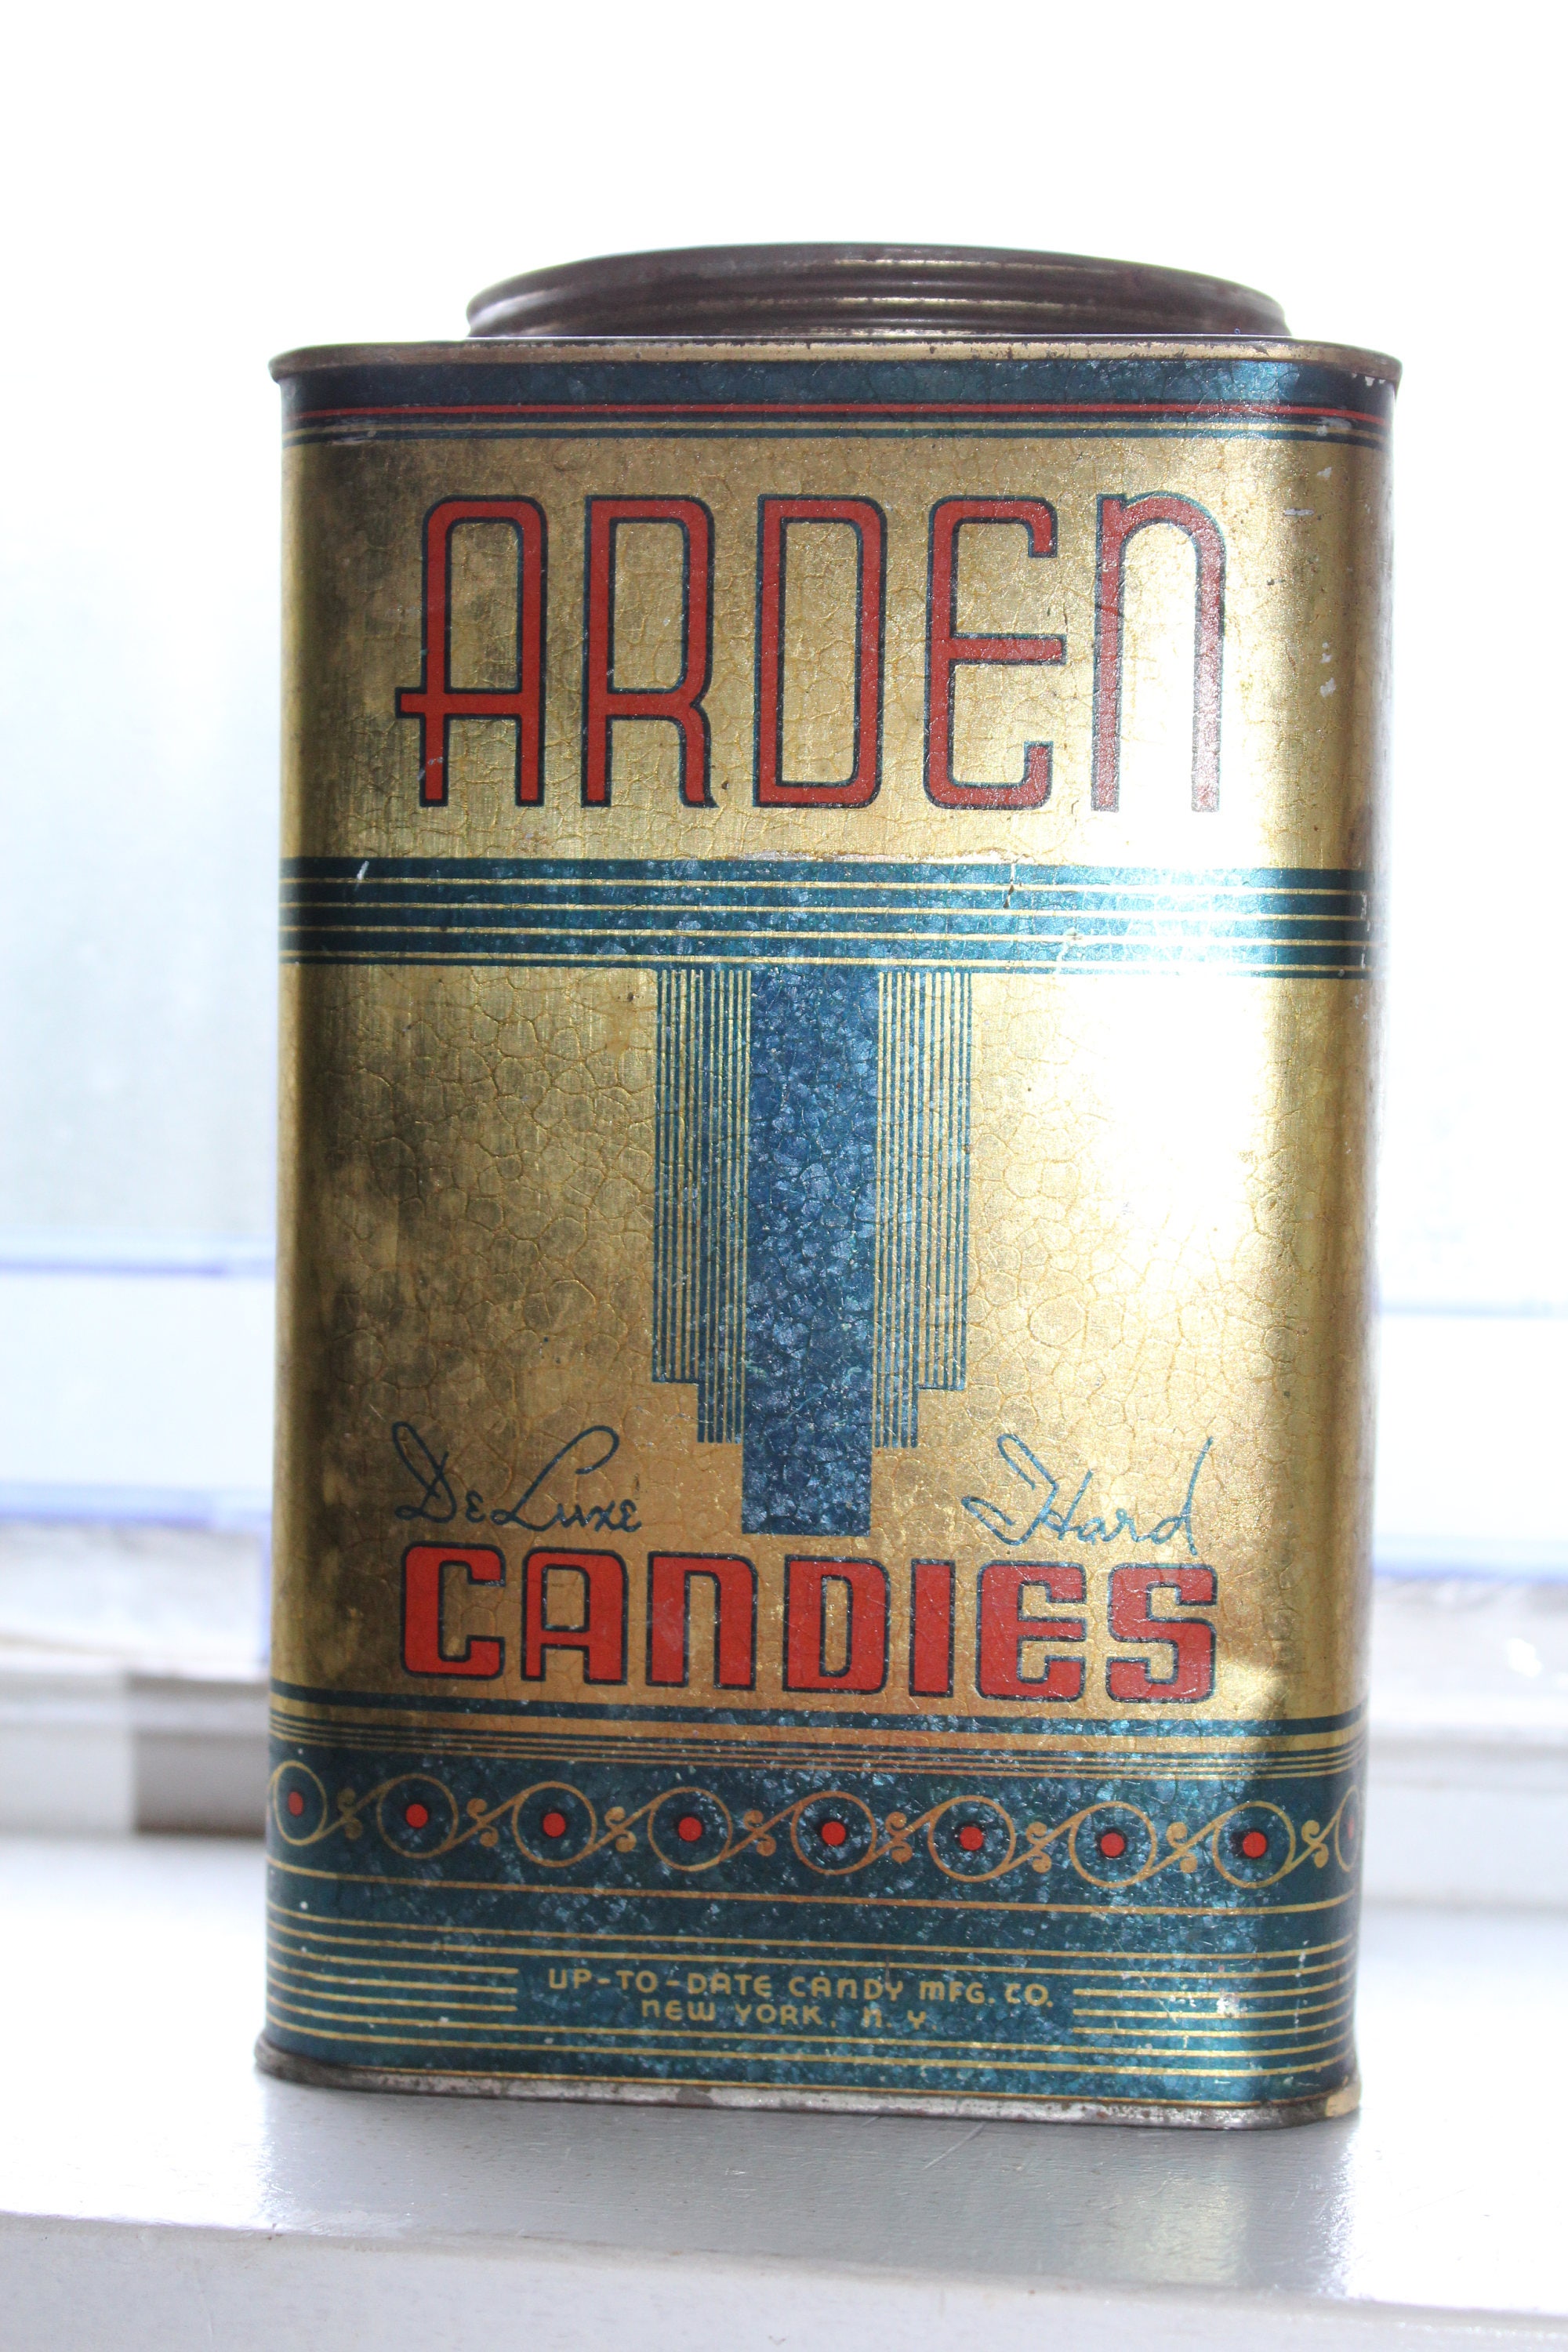 ARDEN
DeLuxe Hard
CANDIES
UP-TO-DATE CANDY MFG. CO.
NEW YORK, N. Y.